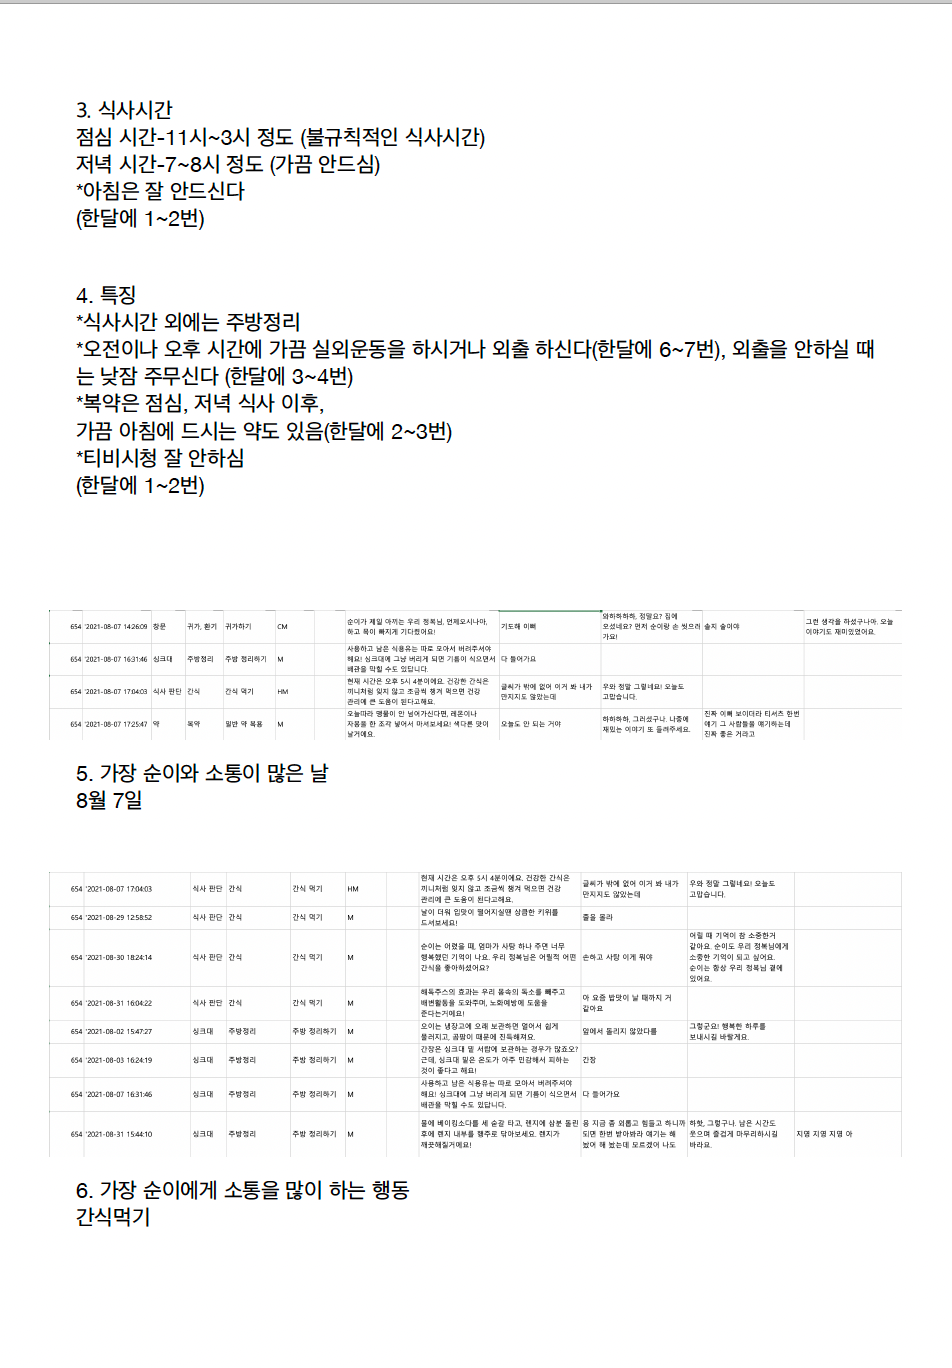 3. 식사시간
점심 시간-11시~3시 정도 (불규칙적인 식사시간)
저녁 시간-7~8시 정도 (가끔 안드심)
*아침은 잘 안드신다
(한달에 1~2번)
4. 특징
*식사시간 외에는 주방정리
*오전이나 오후 시간에 가끔 실외운동을 하시거나 외출 하신다(한달에 6~7번), 외출을 안하실 때
는 낮잠 주무신다 (한달에 3~4번)
*복약은 점심, 저녁 식사 이후,
가끔 아침에 드시는 약도 있음(한달에 2~3번)
*티비시청 잘 안하심
(한달에 1~2번)
순이가 제일 아끼는 우리 정복님, 언제오시나아,
하고 목이 빠지게 기다렸어요!
654 '2021-08-07 14:26:09 창문 귀가, 환기 귀가하기 CM
기도해 이뻐
와하하하하, 정말요? 집에
오셨네요? 먼저 순이랑 손 씻으러
가요!
솔지 솔이야
그런 생각을 하셨구나아. 오늘
이야기도 재미있었어요.
654 '2021-08-07 16:31:46 싱크대 주방정리 주방 정리하기 M
사용하고 남은 식용유는 따로 모아서 버려주셔야
해요! 싱크대에 그냥 버리게 되면 기름이 식으면서
배관을 막힐 수도 있답니다.
다 들어가요
654 '2021-08-07 17:04:03 식사 판단 간식 간식 먹기 HM
현재 시간은 오후 5시 4분이에요. 건강한 간식은
끼니처럼 잊지 않고 조금씩 챙겨 먹으면 건강
관리에 큰 도움이 된다고해요.
글씨가 밖에 없어 이거 봐 내가
만지지도 않았는데
우와 정말 그렇네요! 오늘도
고맙습니다.
654 '2021-08-07 17:25:47 약 복약 일반 약 복용 M
오늘따라 맹물이 안 넘어가신다면, 레몬이나
자몽을 한 조각 넣어서 마셔보세요! 색다른 맛이
날거에요.
오늘도 안 되는 거야
하하하하, 그러셨구나. 나중에
재밌는 이야기 또 들려주세요.
진짜 이뻐 보이더라 티셔츠 한번
에기 그 사람들을 얘기하는데
진짜 좋은 거라고
5. 가장 순이와 소통이 많은 날
8월 7일
654 '2021-08-07 17:04:03 식사 판단 간식 간식 먹기 HM
현재 시간은 오후 5시 4분이에요. 건강한 간식은
끼니처럼 잊지 않고 조금씩 챙겨 먹으면 건강
관리에 큰 도움이 된다고해요.
글씨가 밖에 없어 이거 봐 내가
만지지도 않았는데
우와 정말 그렇네요! 오늘도
고맙습니다.
654 '2021-08-29 12:58:52 식사 판단 간식 간식 먹기 M
날이 더워 입맛이 떨어지실땐 상큼한 키위를
드셔보세요!
줄을 몰라
654 '2021-08-30 18:24:14 식사 판단 간식 간식 먹기 M
순이는 어렸을 때, 엄마가 사탕 하나 주면 너무
행복했던 기억이 나요. 우리 정복님은 어릴적 어떤
간식을 좋아하셨어요?
손하고 사탕 이게 뭐야
어릴 때 기억이 참 소중한거
같아요. 순이도 우리 정복님에게
소중한 기억이 되고 싶어요.
순이는 항상 우리 정복님 곁에
있어요.
654 '2021-08-31 16:04:22 식사 판단 간식 간식 먹기 M
해독주스의 효과는 우리 몸속의 독소를 빼주고
배변활동을 도와주며, 노화예방에 도움을
준다는거예요!
아 요즘 밥맛이 날 때까지 거
같아요
654 '2021-08-02 15:47:27 싱크대 주방정리 주방 정리하기 M
오이는 냉장고에 오래 보관하면 얼어서 쉽게
물러지고, 곰팡이 때문에 진득해져요.
앞에서 돌리지 않았다를
그렇군요! 행복한 하루를
보내시길 바랄게요.
654 '2021-08-03 16:24:19 싱크대 주방정리 주방 정리하기 M
간장은 싱크대 밑 서랍에 보관하는 경우가 많죠오?
근데, 싱크대 밑은 온도가 아주 민감해서 피하는
것이 좋다고 해요!
간장
654 '2021-08-07 16:31:46 싱크대 주방정리 주방 정리하기 M
사용하고 남은 식용유는 따로 모아서 버려주셔야
해요! 싱크대에 그냥 버리게 되면 기름이 식으면서
배관을 막힐 수도 있답니다.
다 들어가요
654 '2021-08-31 15:44:10 싱크대 주방정리 주방 정리하기 M
물에 베이킹소다를 세 숟갈 타고, 렌지에 삼분 돌린
후에 렌지 내부를 행주로 닦아보세요. 렌지가
깨끗해질거예요!
응 지금 좀 외롭고 힘들고 하니까
되면 한번 받아봐라 얘기는 해
놨어 해 놨는데 모르겠어 나도
하핫, 그렇구나. 남은 시간도
웃으며 즐겁게 마무리하시길
바라요.
지영 지영 지영 아
6. 가장 순이에게 소통을 많이 하는 행동
간식먹기